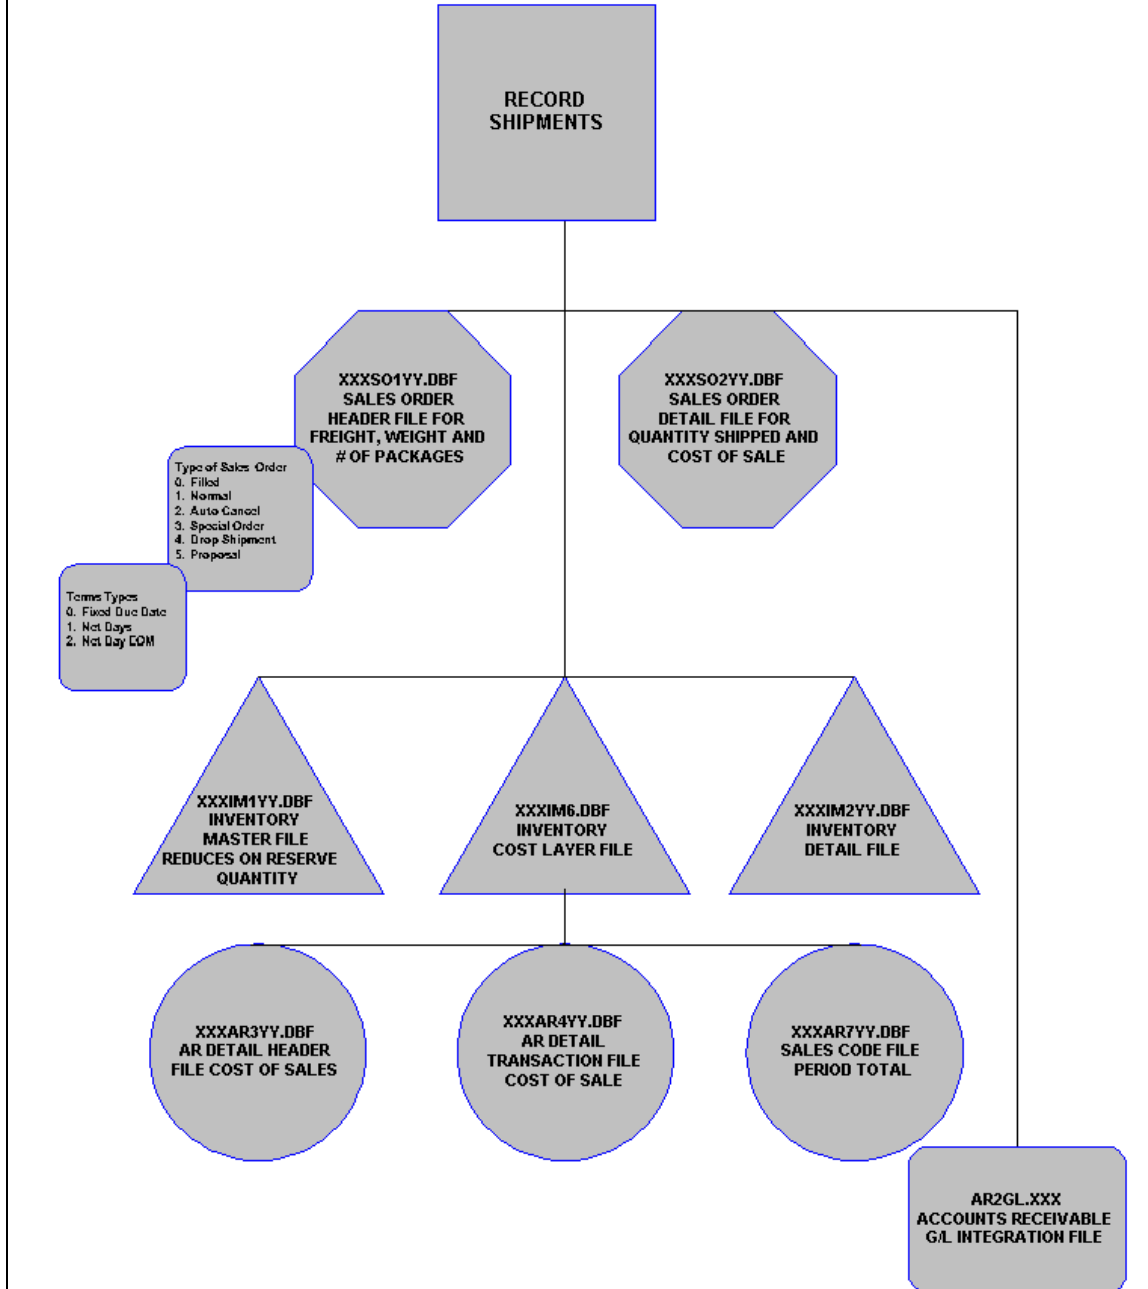 RECORD
SHIPMENTS
XXXSO1YY.DBF
SALES ORDER
HEADER FILE FOR
FREIGHT, WEIGHT AND
# OF PACKAGES
XXXSO2YY.DBF
SALES ORDER
DETAIL FILE FOR
QUANTITY SHIPPED AND
COST OF SALE
Type of Sales Order
0. Filled
1. Normal
2. Auto Cancel
3. Special Order
4. Drop Shipment
5. Proposal
Terms Types
0. Fixed Due Date
1. Net Days
2. Net Day EOM
XXXIM1YY.DBF
INVENTORY
MASTER FILE
REDUCES ON RESERVE
QUANTITY
XXXIM6.DBF
INVENTORY
COST LAYER FILE
XXXIM2YY.DBF
INVENTORY
DETAIL FILE
XXXAR3YY.DBF
AR DETAIL HEADER
FILE COST OF SALES
XXXAR4YY.DBF
AR DETAIL
TRANSACTION FILE
COST OF SALE
XXXAR7YY.DBF
SALES CODE FILE
PERIOD TOTAL
AR2GL.XXX
ACCOUNTS RECEIVABLE
G/L INTEGRATION FILE